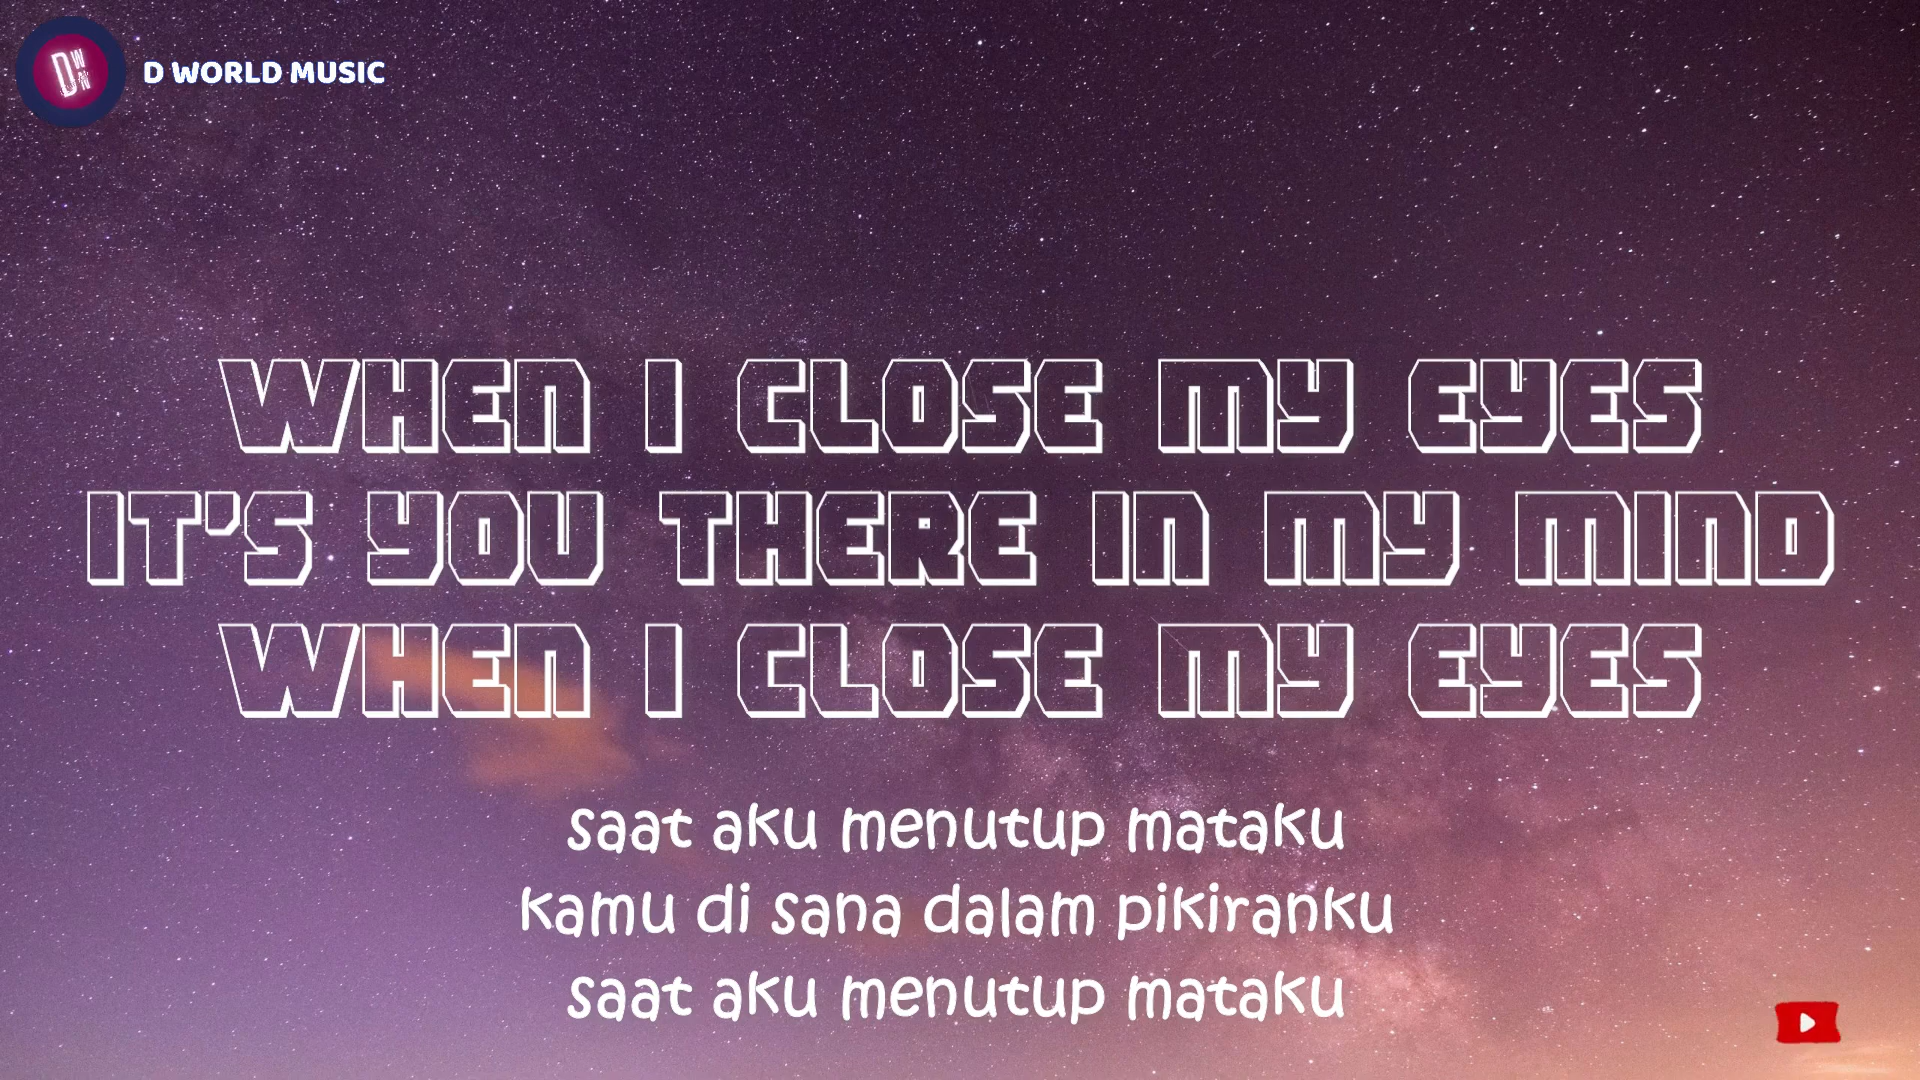 D WORLD MUSIC
WHEN I CLOSE MY EYES
IT'S YOU THERE IN MY MIND
WHEN I CLOSE MY EYES
saat aku menutup mataku
kamu di sana dalam pikiranku
saat aku menutup mataku